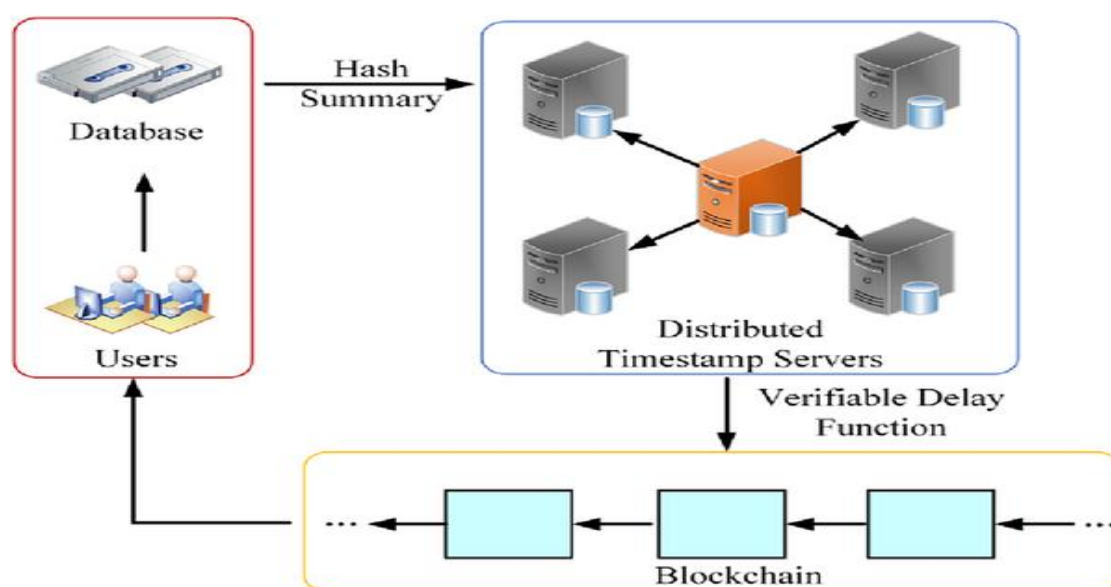 Database
Users
Hash
Summary
Distributed
Timestamp Servers
Verifiable Delay
Function
...
...
Blockchain